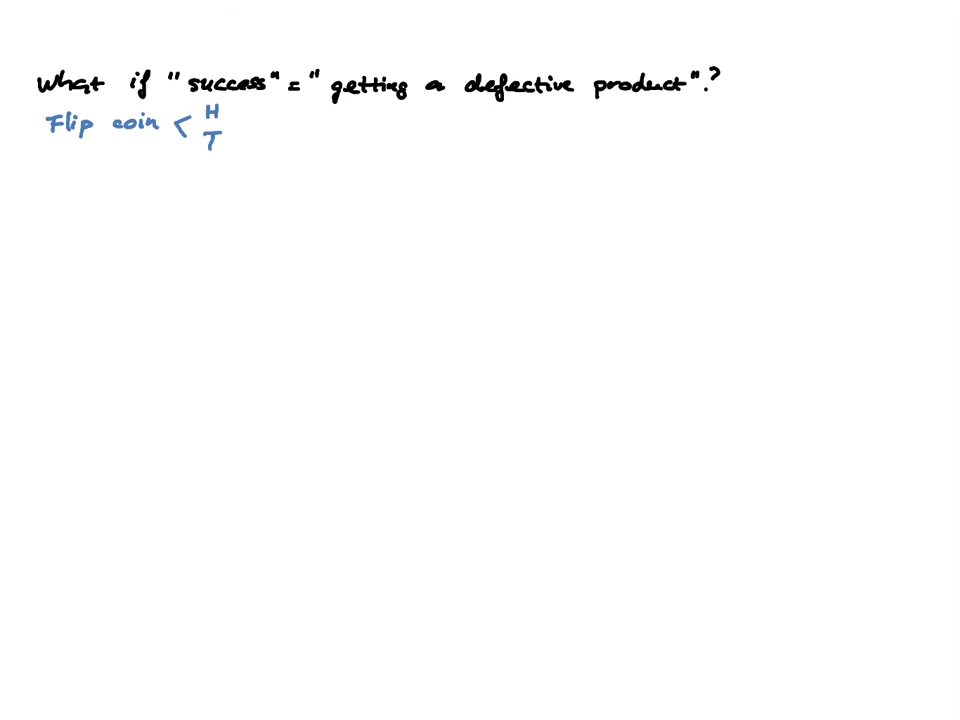 What if "success" = "getting a defective product"?
Flip coin < H
T